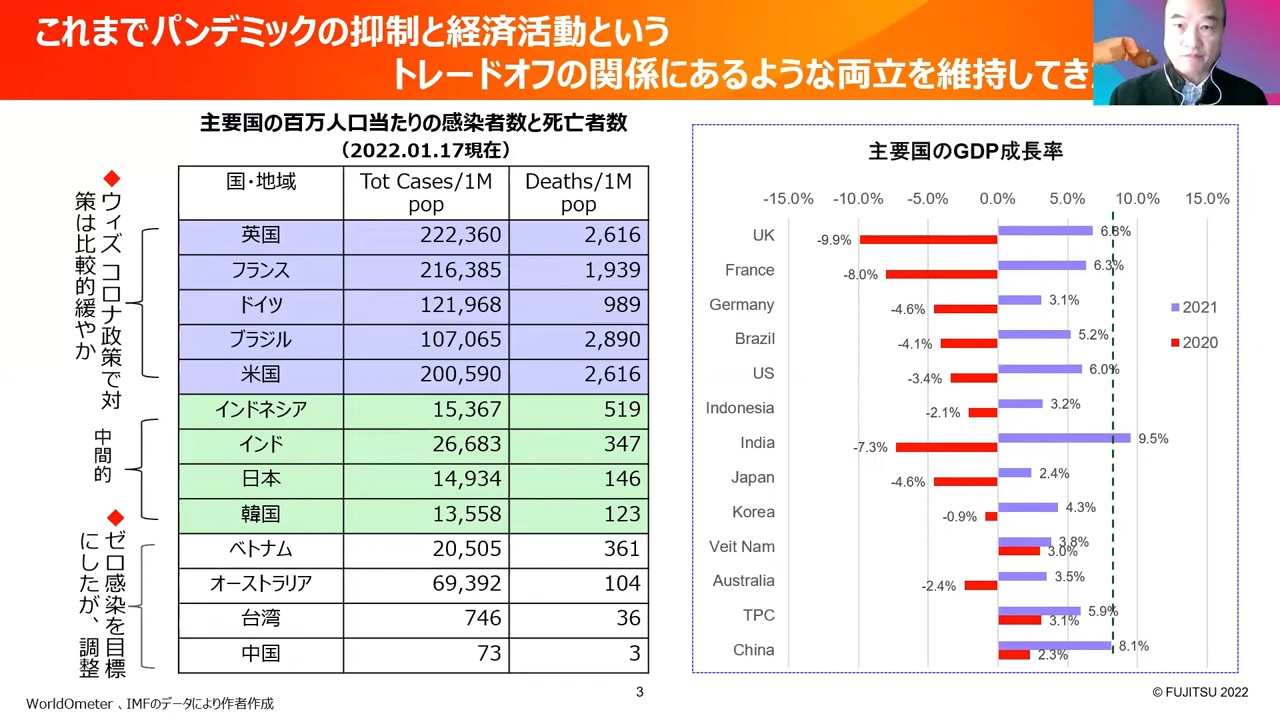 これまでパンデミックの抑制と経済活動という
トレードオフの関係にあるような両立を維持してき
主要国の百万人口当たりの感染者数と死亡者数
（2022.01.17現在）
国・地域 Tot Cases/1M pop Deaths/1M pop
英国 222,360 2,616
フランス 216,385 1,939
ドイツ 121,968 989
ブラジル 107,065 2,890
米国 200,590 2,616
インドネシア 15,367 519
インド 26,683 347
日本 14,934 146
韓国 13,558 123
ベトナム 20,505 361
オーストラリア 69,392 104
台湾 746 36
中国 73 3
◆ウィズ コロナ政策で対
策は比較的緩やか
中間的
◆ゼロ感染を目標
にしたが、調整
主要国のGDP成長率
-15.0% -10.0% -5.0% 0.0% 5.0% 10.0% 15.0%
UK -9.9% 6.8%
France -8.0% 6.3%
Germany -4.6% 3.1%
Brazil -4.1% 5.2%
US -3.4% 6.0%
Indonesia -2.1% 3.2%
India -7.3% 9.5%
Japan -4.6% 2.4%
Korea -0.9% 4.3%
Veit Nam 3.8% 3.0%
Australia -2.4% 3.5%
TPC 5.9% 3.1%
China 8.1% 2.3%
2021
2020
WorldOmeter 、IMFのデータにより作者作成
3
© FUJITSU 2022